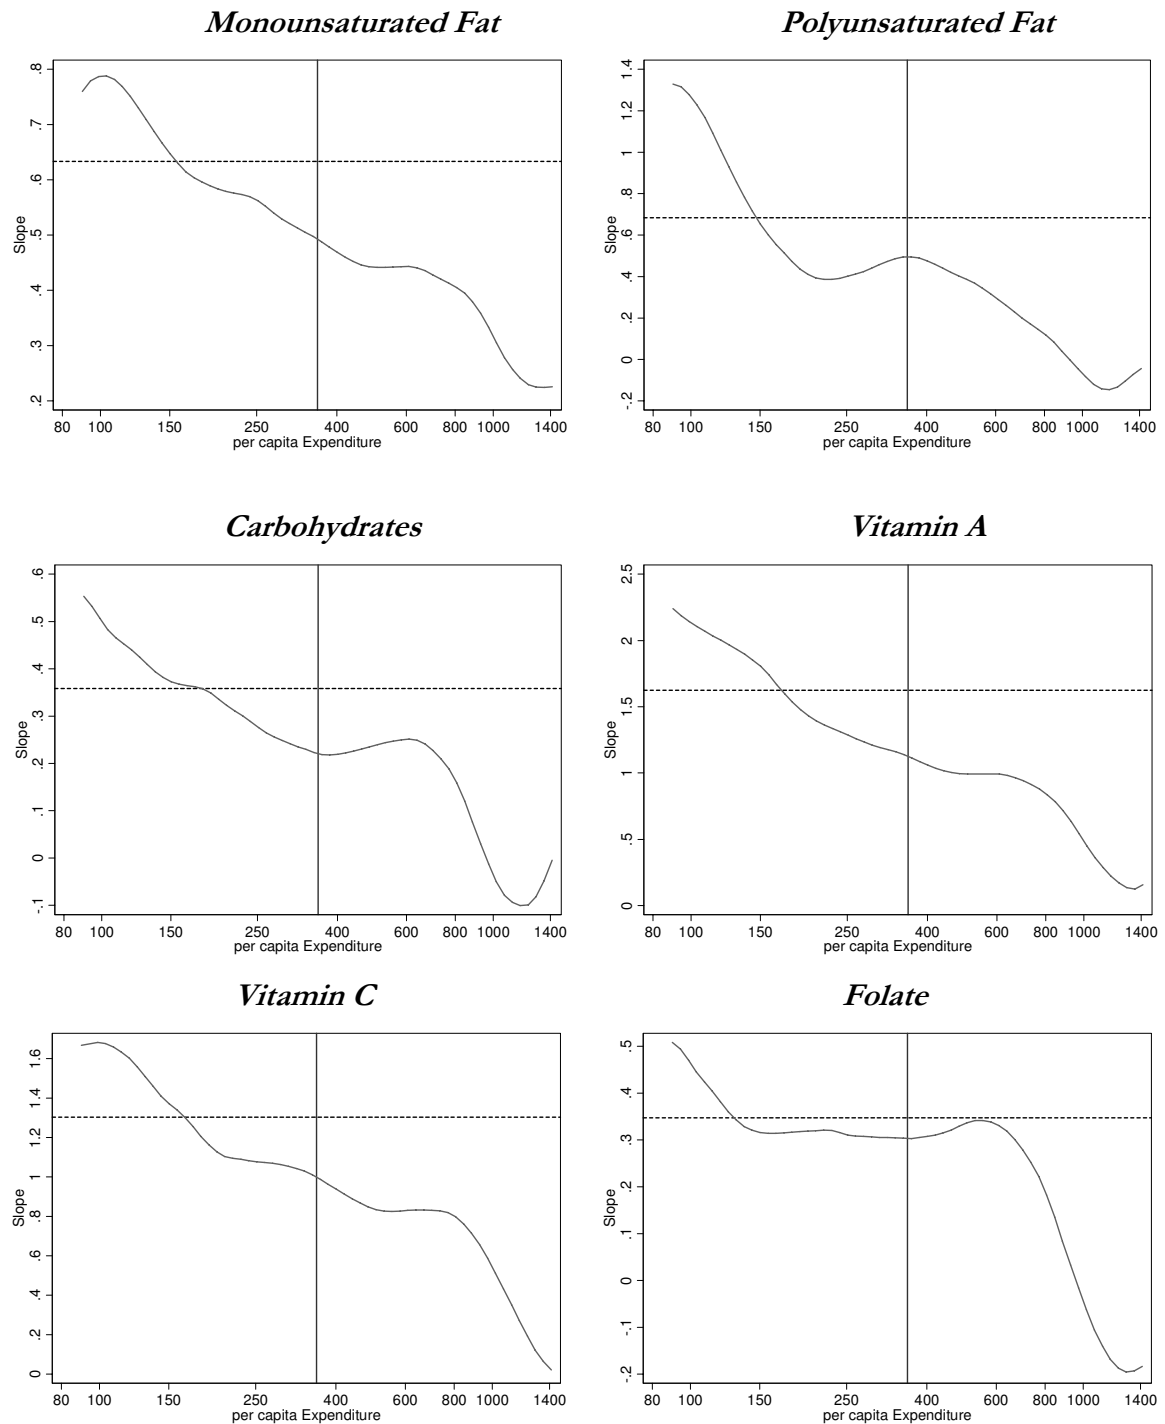 Monounsaturated Fat
.8
.7
.6
.5
.4
.3
.2
Slope
80 100 150 250 400 600 800 1000 1400
per capita Expenditure
Polyunsaturated Fat
1.4
1.2
1
.8
.6
.4
.2
0
-.2
Slope
80 100 150 250 400 600 800 1000 1400
per capita Expenditure
Carbohydrates
.6
.5
.4
.3
.2
.1
0
-.1
Slope
80 100 150 250 400 600 800 1000 1400
per capita Expenditure
Vitamin A
2.5
2
1.5
1
.5
0
Slope
80 100 150 250 400 600 800 1000 1400
per capita Expenditure
Vitamin C
1.6
1.4
1.2
1
.8
.6
.4
.2
0
Slope
80 100 150 250 400 600 800 1000 1400
per capita Expenditure
Folate
.5
.4
.3
.2
.1
0
-.1
-.2
Slope
80 100 150 250 400 600 800 1000 1400
per capita Expenditure